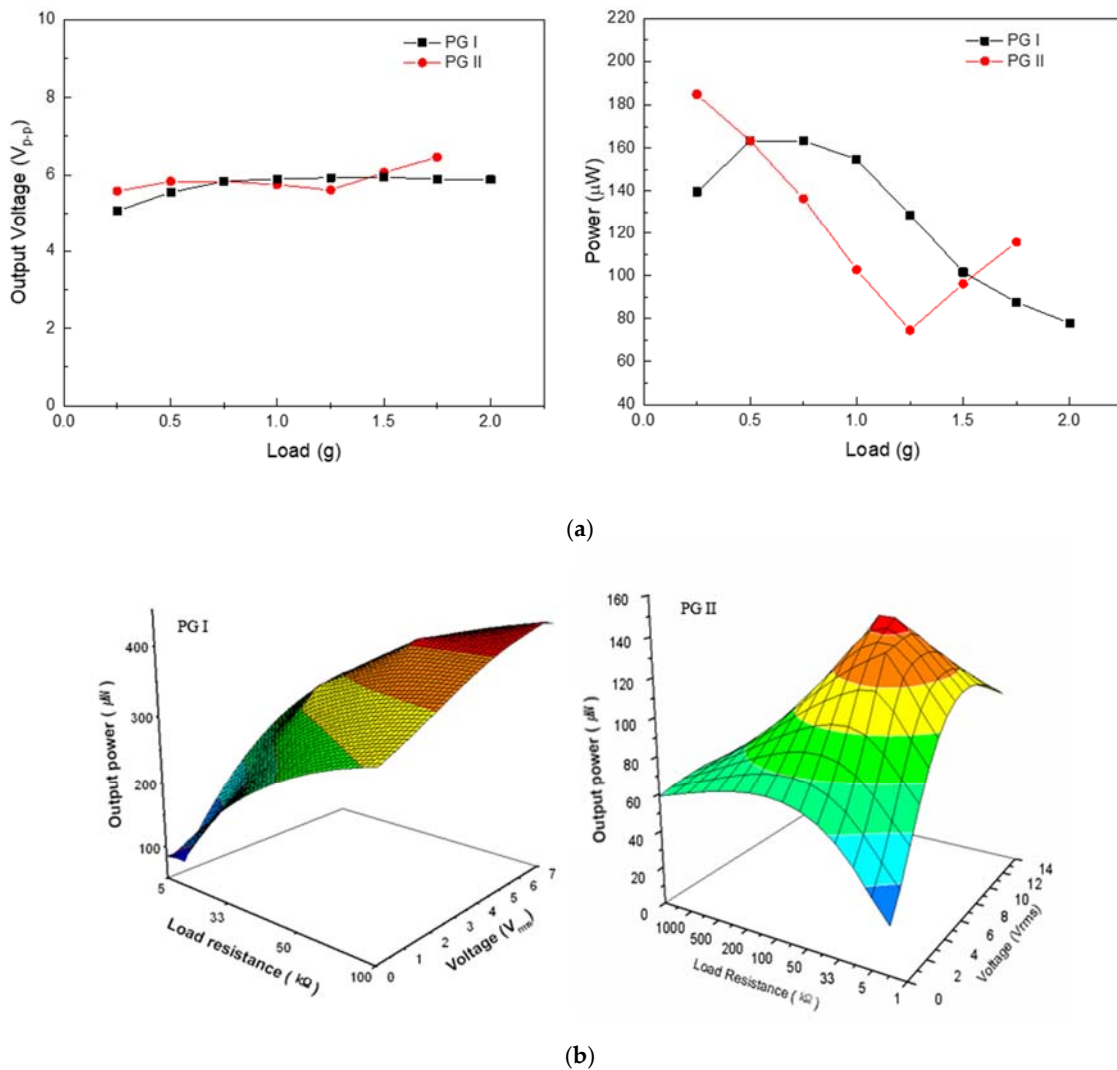 10
8
6
4
2
0
Output Voltage (Vp-p)
PG I
PG II
0.0 0.5 1.0 1.5 2.0
Load (g)
220
200
180
160
140
120
100
80
60
40
Power (μW)
PG I
PG II
0.0 0.5 1.0 1.5 2.0
Load (g)
(a)
PG I
400
300
200
100
Output power ( ㎼ )
5
33
50
100
Load resistance ( ㏀ )
0 1 2 3 4 5 6 7
Voltage (Vrms)
PG II
160
140
120
100
80
60
40
20
0
Output power ( ㎼ )
1000 500 200 100 50 33 5 1
Load Resistance ( ㏀ )
0 2 4 6 8 10 12 14
Voltage (Vrms)
(b)